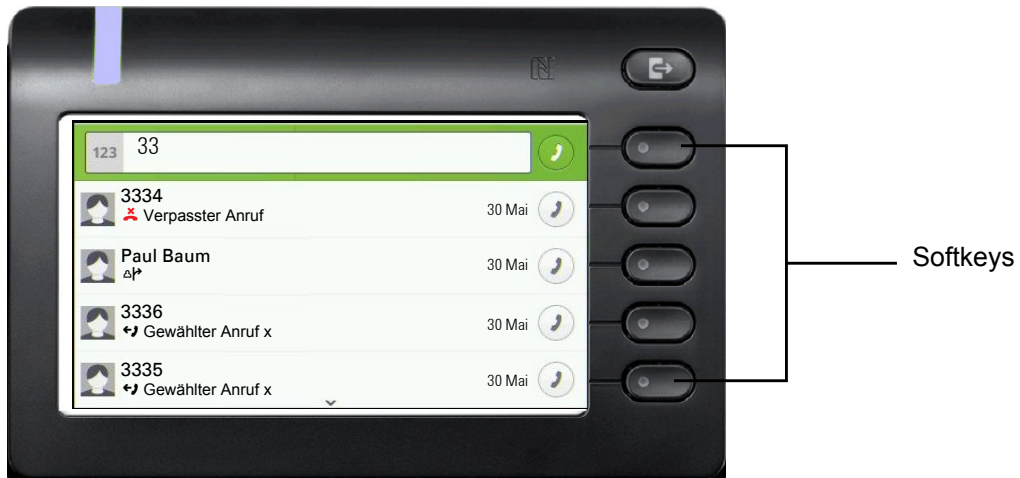 123 33
3334
Verpasster Anruf 30 Mai
Paul Baum 30 Mai
3336
Gewählter Anruf x 30 Mai
3335
Gewählter Anruf x 30 Mai
Softkeys